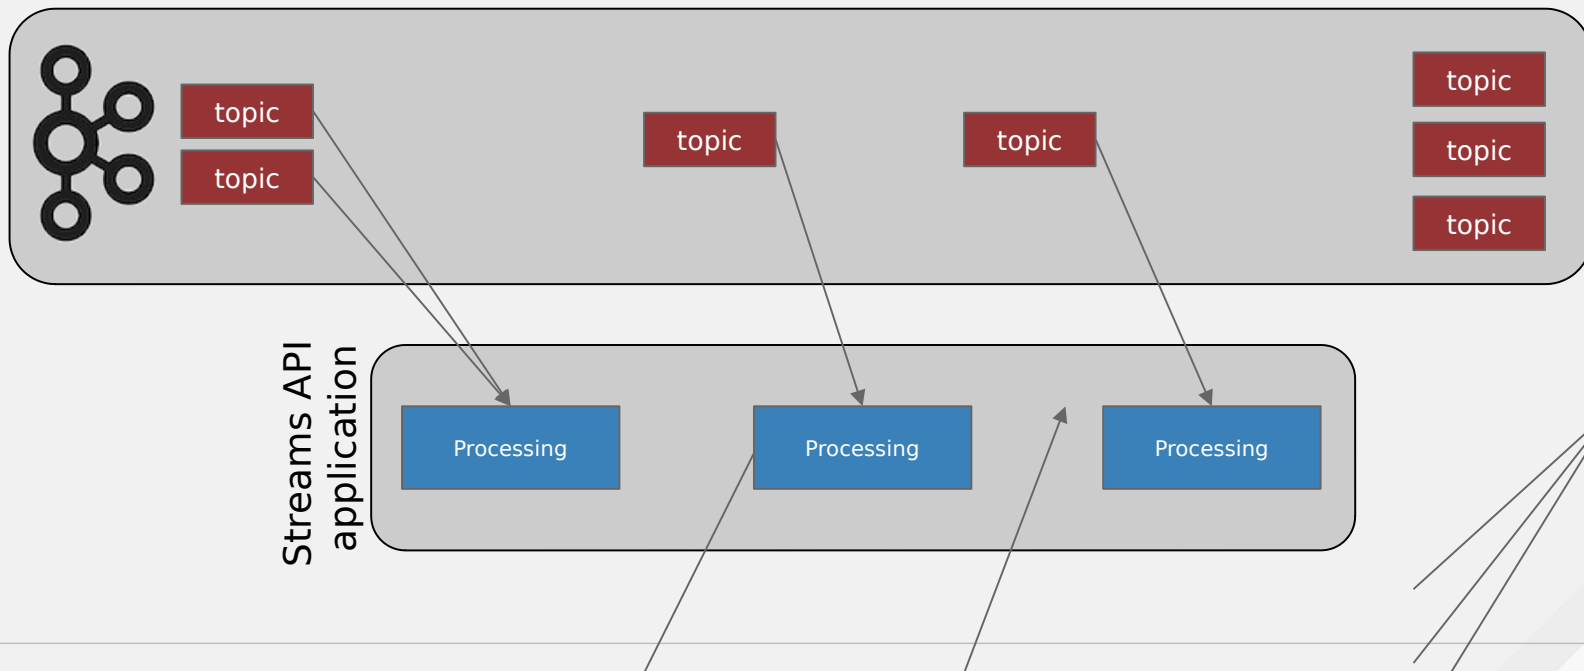 topic
topic
topic
topic
topic
topic
topic
Streams API
application
Processing
Processing
Processing